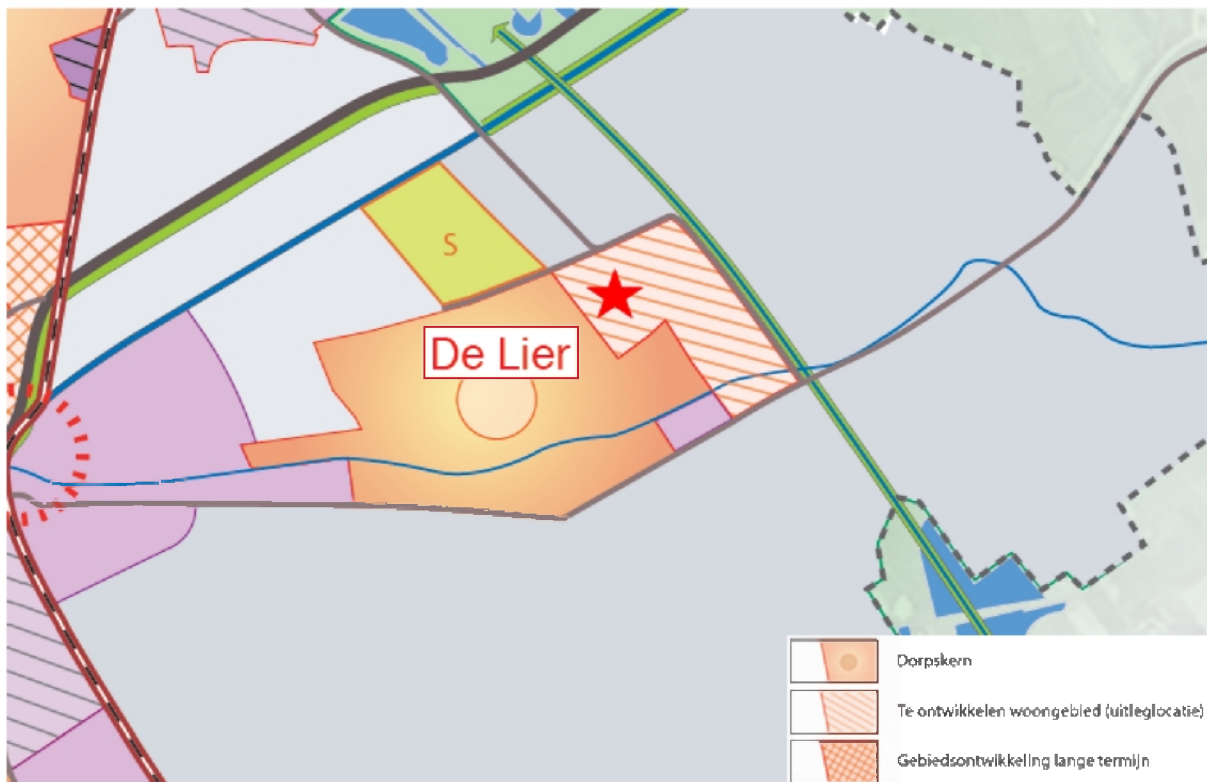 S
De Lier
Dorpskern
Te ontwikkelen woongebied (uitleglocatie)
Gebiedsontwikkeling lange termijn